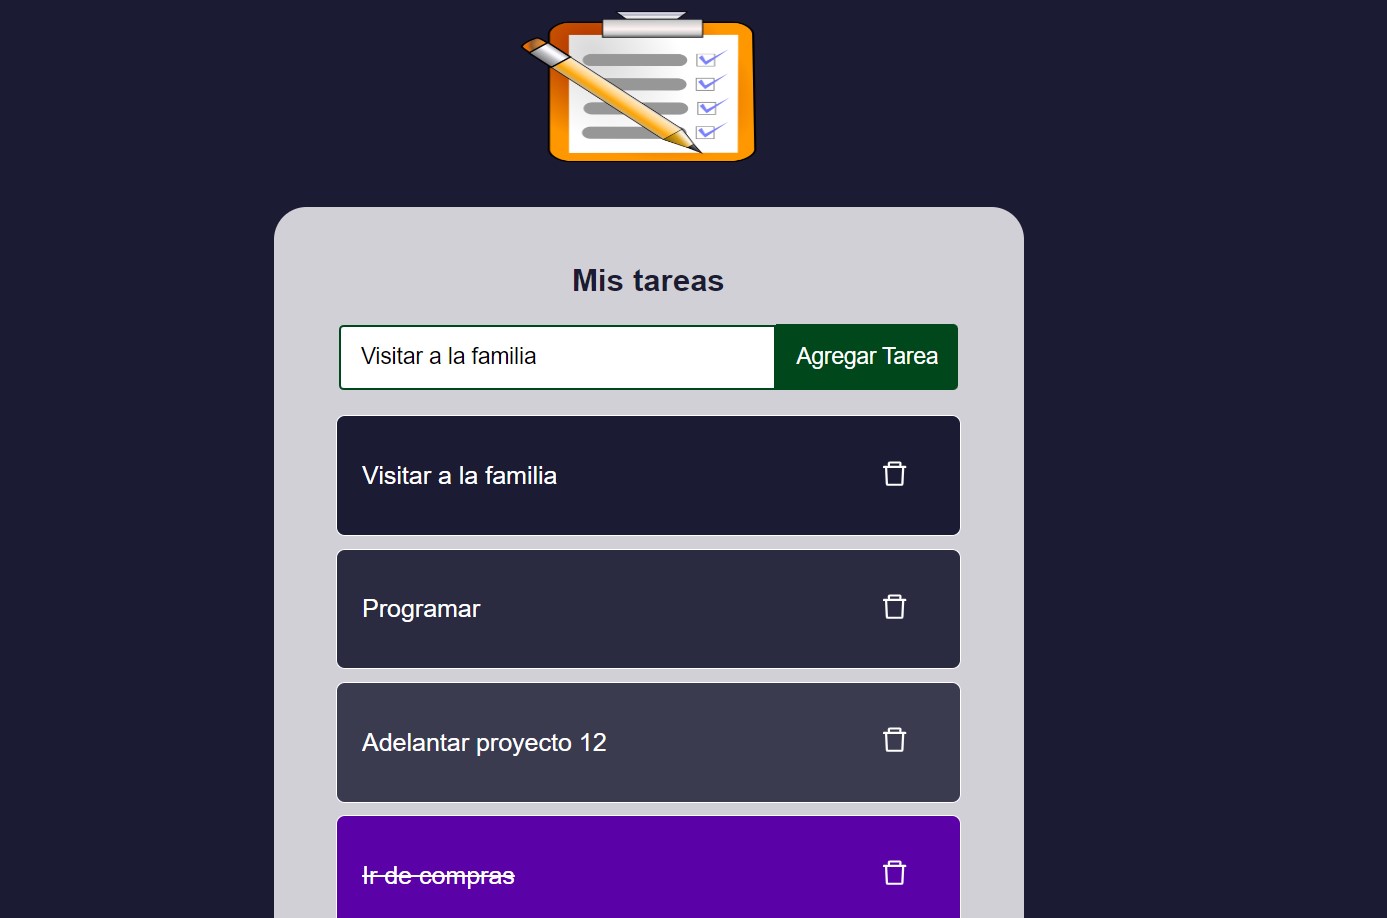 Mis tareas
Visitar a la familia
Agregar Tarea
Visitar a la familia
Programar
Adelantar proyecto 12
Ir de compras